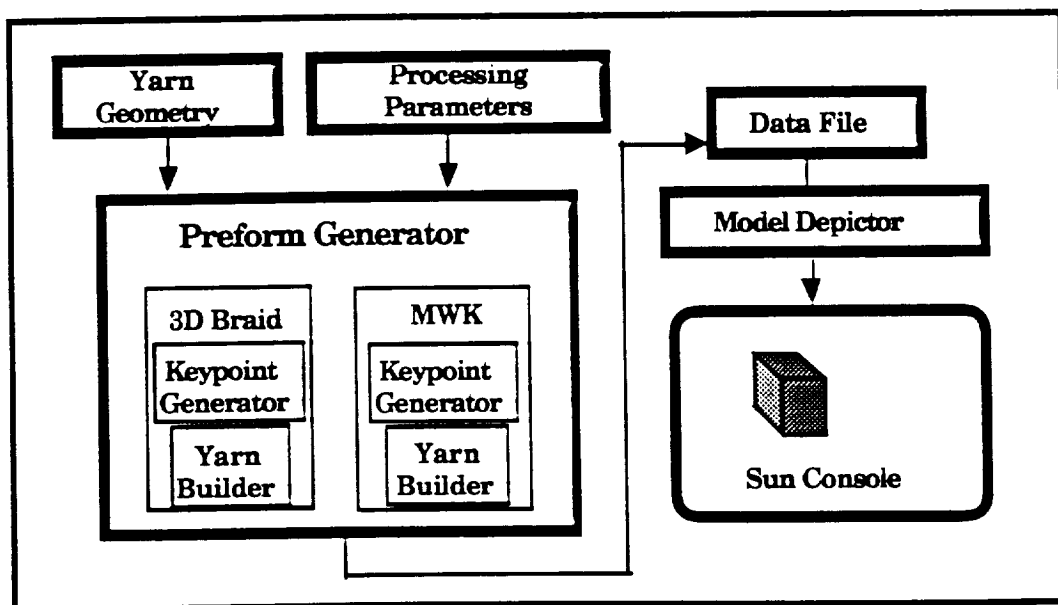 Yarn
Geometry
Processing
Parameters
Data File
Preform Generator
Model Depictor
3D Braid
Keypoint
Generator
Yarn
Builder
MWK
Keypoint
Generator
Yarn
Builder
Sun Console